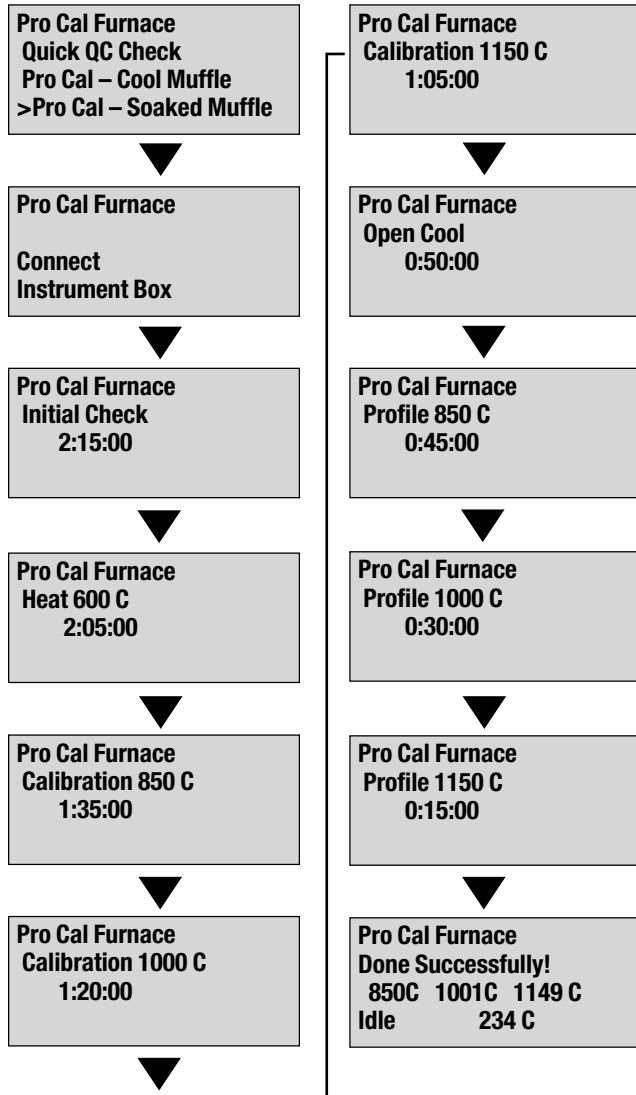 Pro Cal Furnace
Quick QC Check
Pro Cal – Cool Muffle
>Pro Cal – Soaked Muffle
Pro Cal Furnace
Connect
Instrument Box
Pro Cal Furnace
Initial Check
2:15:00
Pro Cal Furnace
Heat 600 C
2:05:00
Pro Cal Furnace
Calibration 850 C
1:35:00
Pro Cal Furnace
Calibration 1000 C
1:20:00
Pro Cal Furnace
Calibration 1150 C
1:05:00
Pro Cal Furnace
Open Cool
0:50:00
Pro Cal Furnace
Profile 850 C
0:45:00
Pro Cal Furnace
Profile 1000 C
0:30:00
Pro Cal Furnace
Profile 1150 C
0:15:00
Pro Cal Furnace
Done Successfully!
850C 1001C 1149 C
Idle 234 C